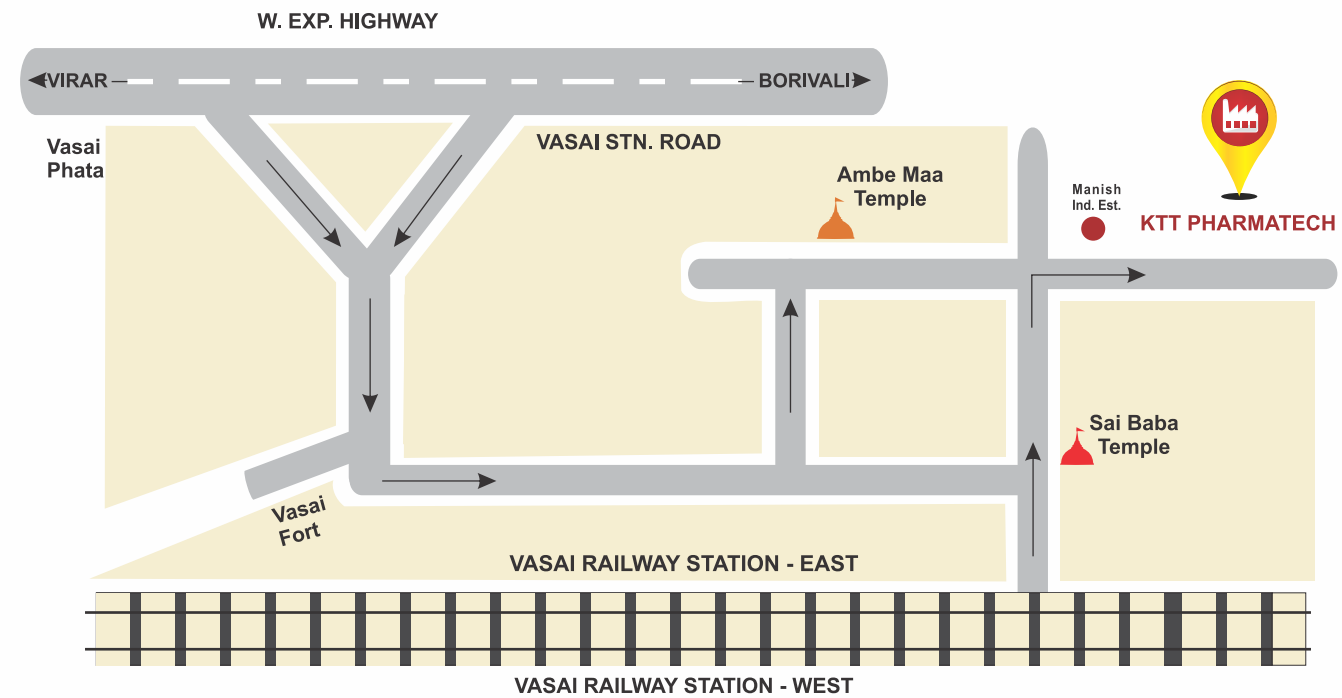 W. EXP. HIGHWAY
VIRAR
BORIVALI
Vasai
Phata
VASAI STN. ROAD
Ambe Maa
Temple
Manish
Ind. Est.
KTT PHARMATECH
Sai Baba
Temple
Vasai
Fort
VASAI RAILWAY STATION - EAST
VASAI RAILWAY STATION - WEST